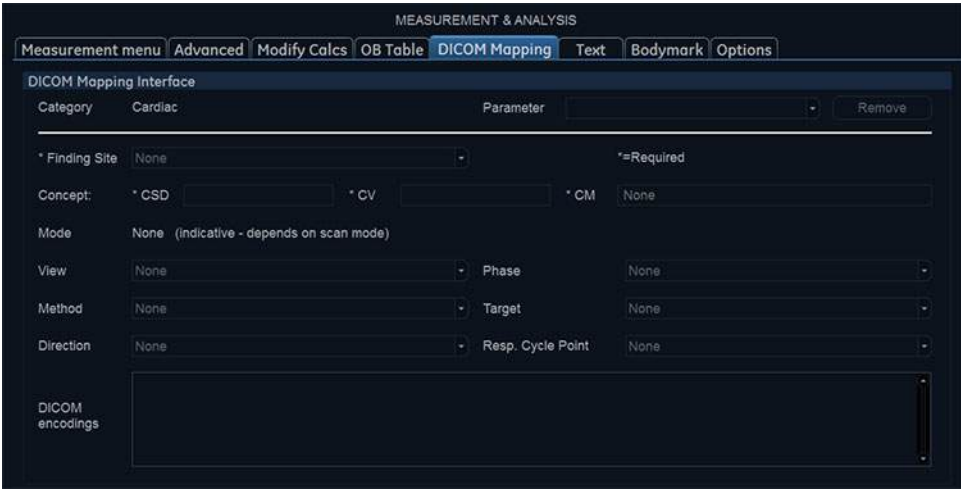 MEASUREMENT & ANALYSIS
Measurement menu Advanced Modify Calcs OB Table DICOM Mapping Text Bodymark Options
DICOM Mapping Interface
Category Cardiac Parameter Remove
* Finding Site None *=Required
Concept: * CSD * CV * CM None
Mode None (indicative - depends on scan mode)
View None Phase None
Method None Target None
Direction None Resp. Cycle Point None
DICOM
encodings